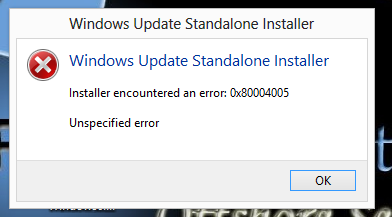 Windows Update Standalone Installer
Windows Update Standalone Installer
Installer encountered an error: 0x80004005
Unspecified error
OK